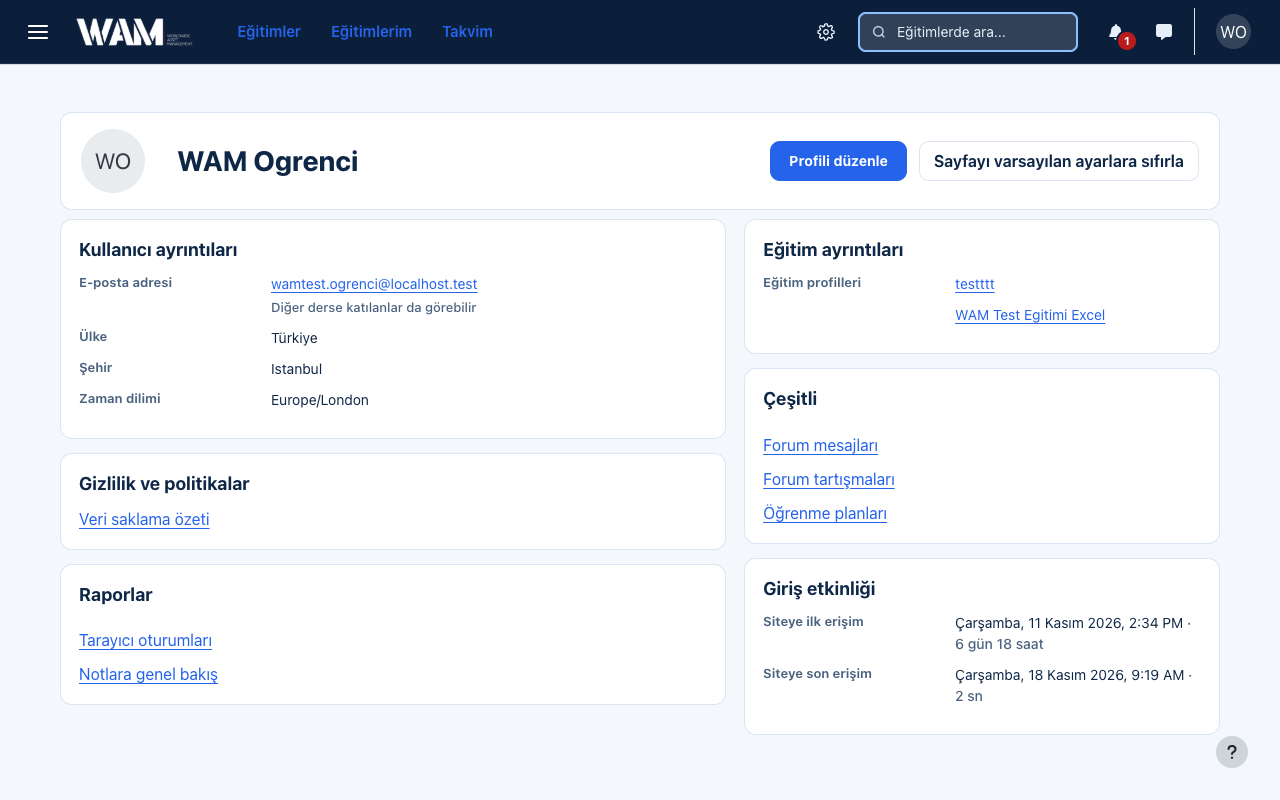 WAM WORLDWIDE ASSET MANAGEMENT
Eğitimler
Eğitimlerim
Takvim
Eğitimlerde ara...
1
WO
WO
WAM Ogrenci
Profili düzenle
Sayfayı varsayılan ayarlara sıfırla
Kullanıcı ayrıntıları
E-posta adresi
wamtest.ogrenci@localhost.test
Diğer derse katılanlar da görebilir
Ülke
Türkiye
Şehir
Istanbul
Zaman dilimi
Europe/London
Gizlilik ve politikalar
Veri saklama özeti
Raporlar
Tarayıcı oturumları
Notlara genel bakış
Eğitim ayrıntıları
Eğitim profilleri
testttt
WAM Test Egitimi Excel
Çeşitli
Forum mesajları
Forum tartışmaları
Öğrenme planları
Giriş etkinliği
Siteye ilk erişim
Çarşamba, 11 Kasım 2026, 2:34 PM ·
6 gün 18 saat
Siteye son erişim
Çarşamba, 18 Kasım 2026, 9:19 AM ·
2 sn
?